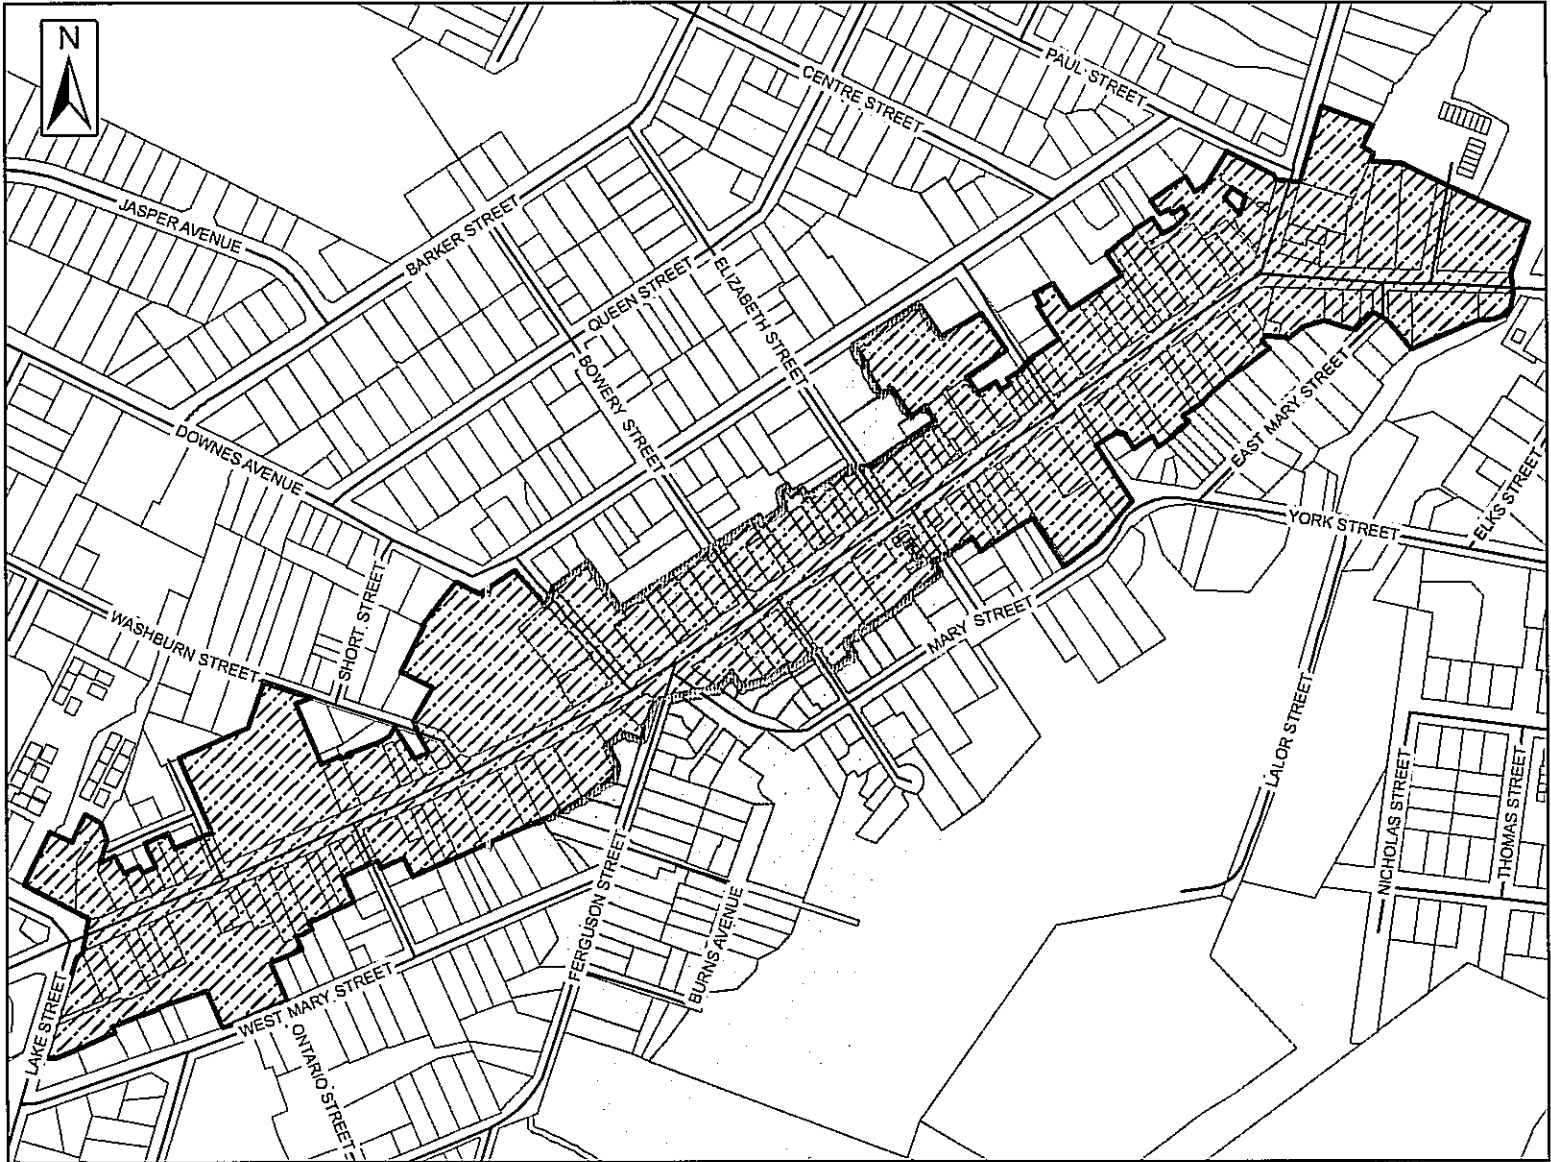 N
PAUL STREET
CENTRE STREET
JASPER AVENUE
BARKER STREET
QUEEN STREET
ELIZABETH STREET
BOWERY STREET
DOWNES AVENUE
EAST MARY STREET
YORK STREET
ELKS STREET
WASHBURN STREET
SHORT STREET
MARY STREET
LALOR STREET
NICHOLAS STREET
THOMAS STREET
FERGUSON STREET
BURNS AVENUE
WEST MARY STREET
LAKE STREET
ONTARIO STREET